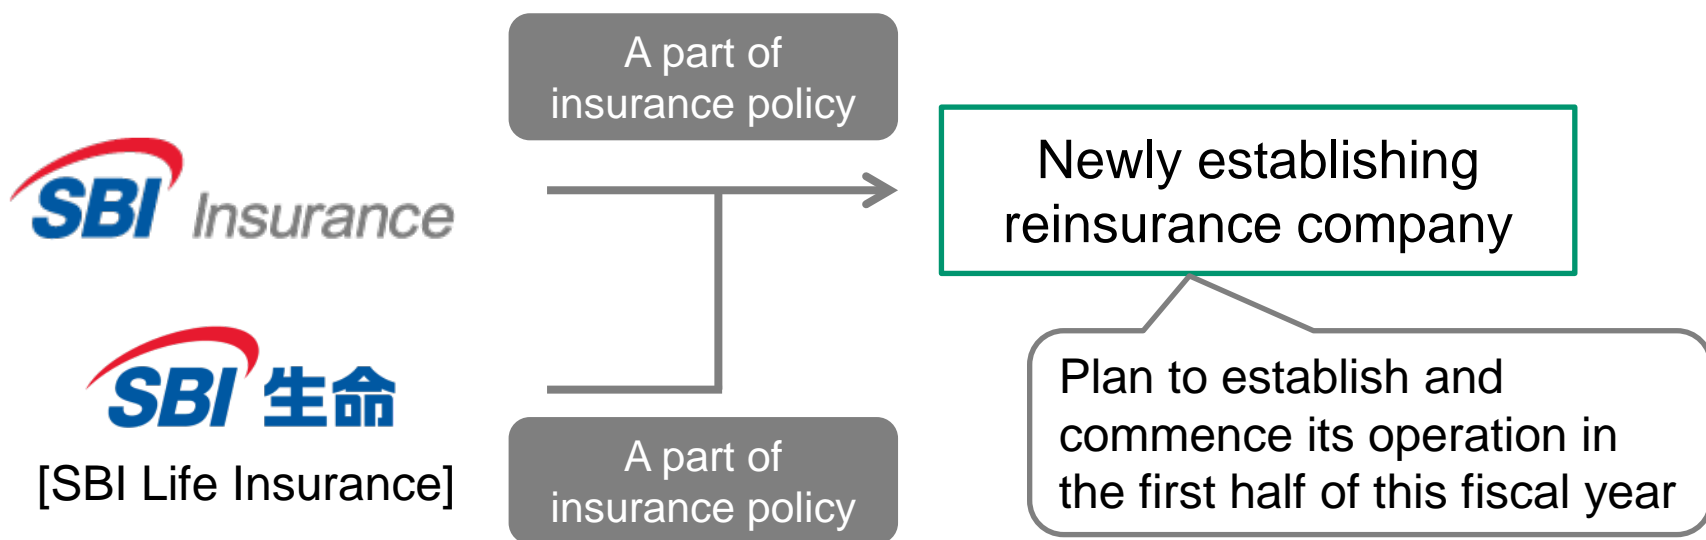 A part of
insurance policy
SBI Insurance
Newly establishing
reinsurance company
SBI 生命
[SBI Life Insurance]
A part of
insurance policy
Plan to establish and
commence its operation in
the first half of this fiscal year